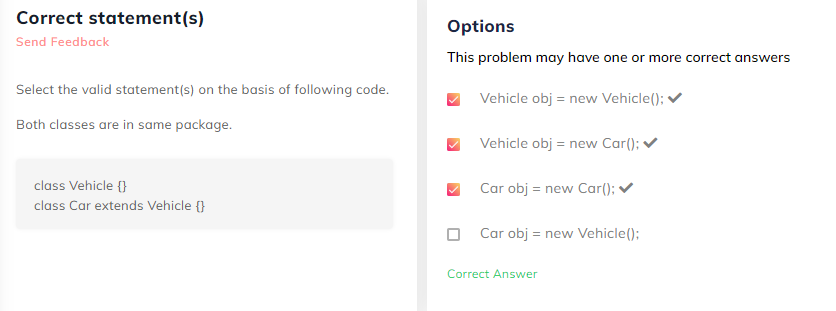 Correct statement(s)
Send Feedback
Select the valid statement(s) on the basis of following code.
Both classes are in same package.
class Vehicle {}
class Car extends Vehicle {}
Options
This problem may have one or more correct answers
Vehicle obj = new Vehicle();
Vehicle obj = new Car();
Car obj = new Car();
Car obj = new Vehicle();
Correct Answer